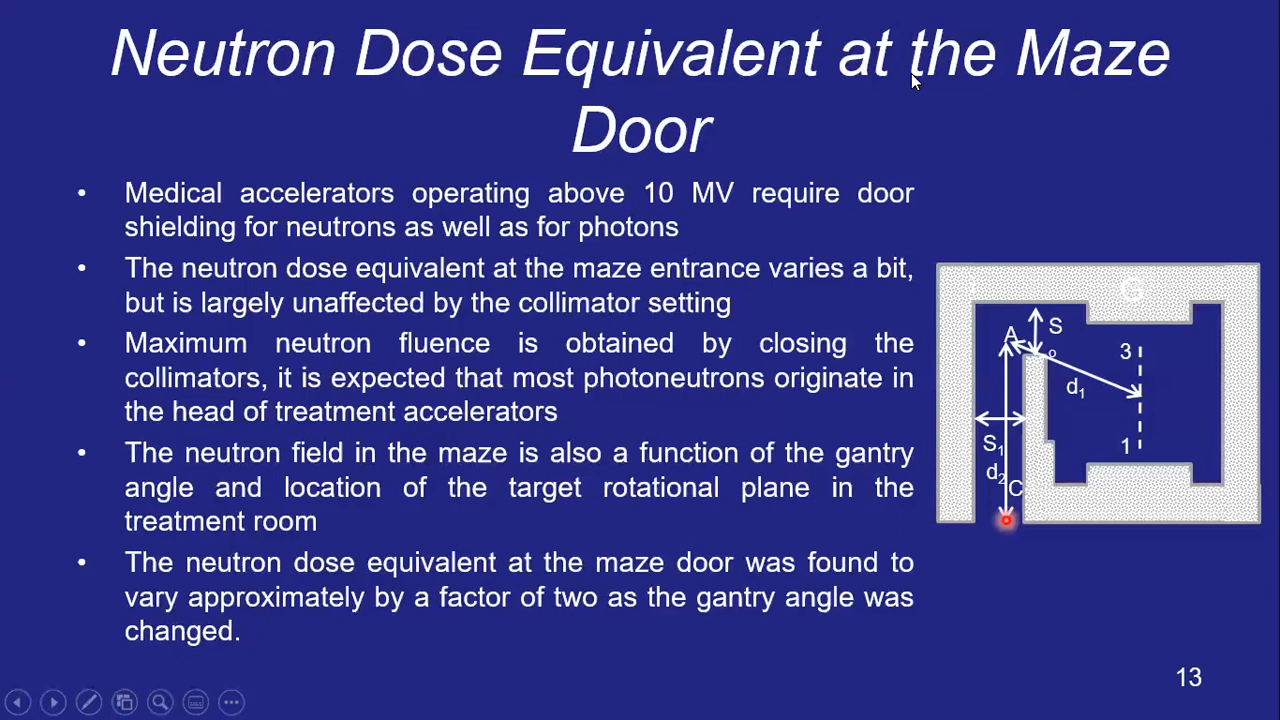 Neutron Dose Equivalent at the Maze
Door
• Medical accelerators operating above 10 MV require door
shielding for neutrons as well as for photons
• The neutron dose equivalent at the maze entrance varies a bit,
but is largely unaffected by the collimator setting
• Maximum neutron fluence is obtained by closing the
collimators, it is expected that most photoneutrons originate in
the head of treatment accelerators
• The neutron field in the maze is also a function of the gantry
angle and location of the target rotational plane in the
treatment room
• The neutron dose equivalent at the maze door was found to
vary approximately by a factor of two as the gantry angle was
changed.
G
A
S
o
3
d1
1
S1
d2
C
13